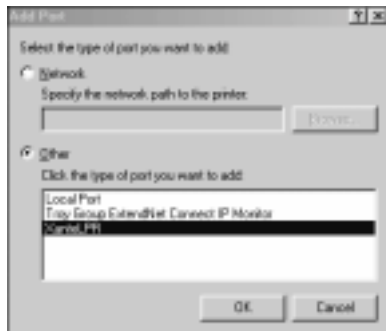 Add Port
Select the type of port you want to add:
Network
Specify the network path to the printer.
Browse...
Other
Click the type of port you want to add
Local Port
Troy Group ExtendNet Connect IP Monitor
OK
Cancel